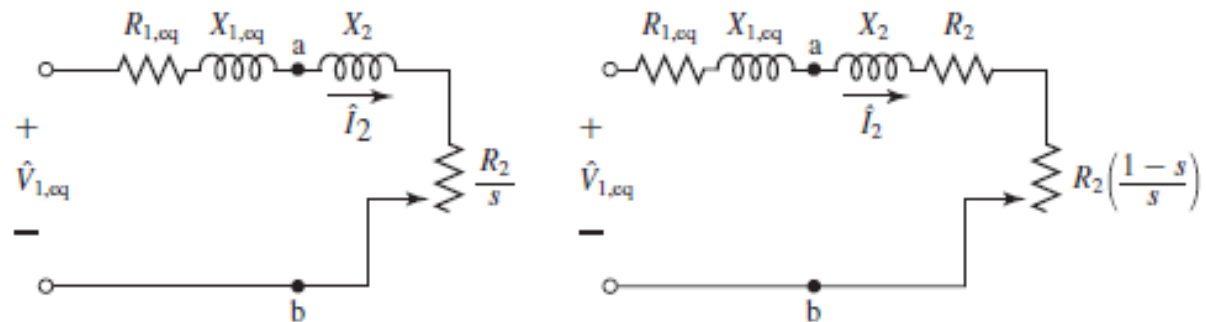 R₁,eq X₁,eq a X₂
Î₂
+
V̂₁,eq
−
R₂/s
b
R₁,eq X₁,eq a X₂ R₂
Î₂
+
V̂₁,eq
−
R₂((1 − s)/s)
b